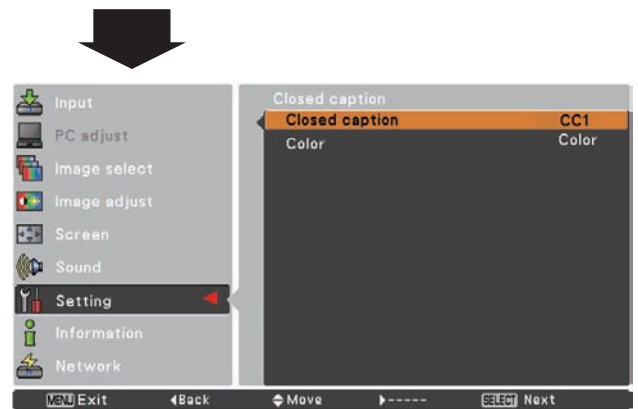 Input
PC adjust
Image select
Image adjust
Screen
Sound
Setting
Information
Network
Closed caption
Closed caption CC1
Color Color
MENU Exit Back Move ----- SELECT Next